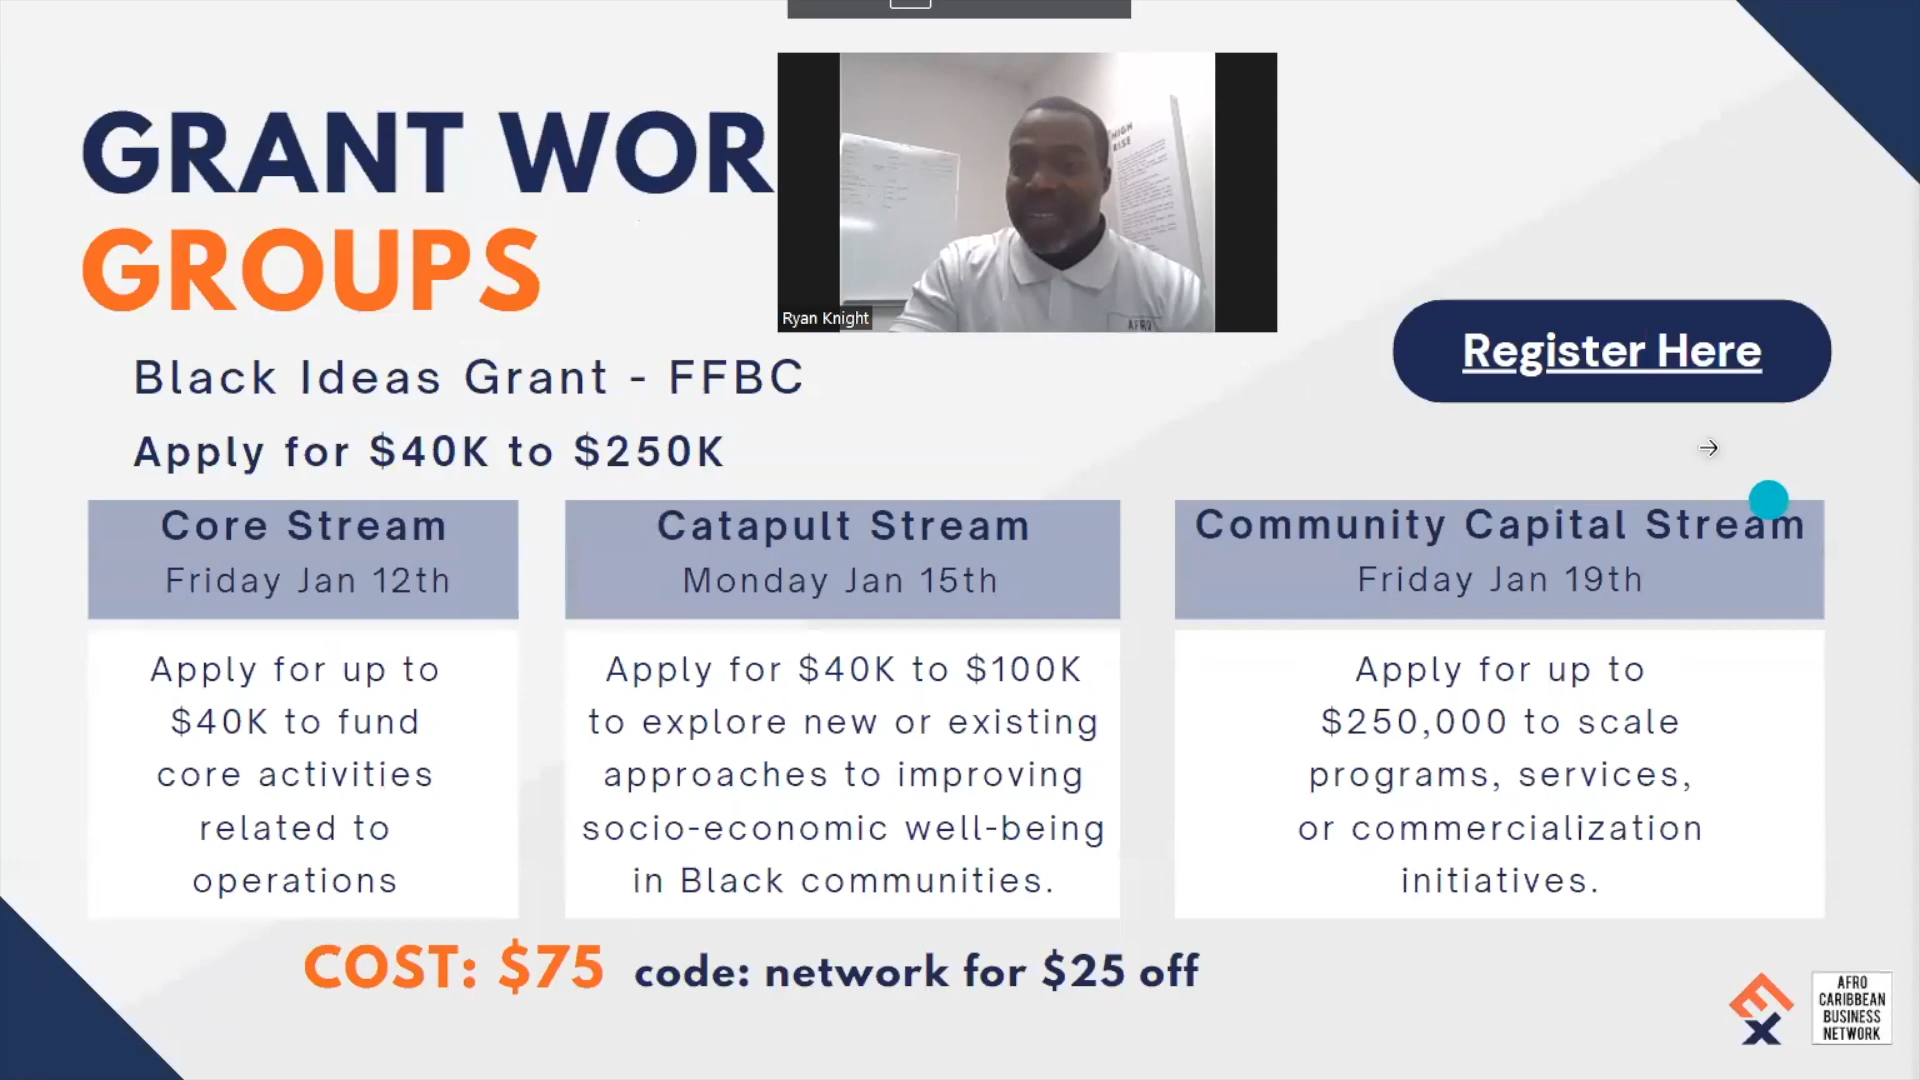 GRANT WOR
GROUPS
HIGH
RISE
AFRO
Ryan Knight
Register Here
Black Ideas Grant - FFBC
Apply for $40K to $250K
Core Stream
Friday Jan 12th
Apply for up to
$40K to fund
core activities
related to
operations
Catapult Stream
Monday Jan 15th
Apply for $40K to $100K
to explore new or existing
approaches to improving
socio-economic well-being
in Black communities.
Community Capital Stream
Friday Jan 19th
Apply for up to
$250,000 to scale
programs, services,
or commercialization
initiatives.
COST: $75 code: network for $25 off
AFRO
CARIBBEAN
BUSINESS
NETWORK